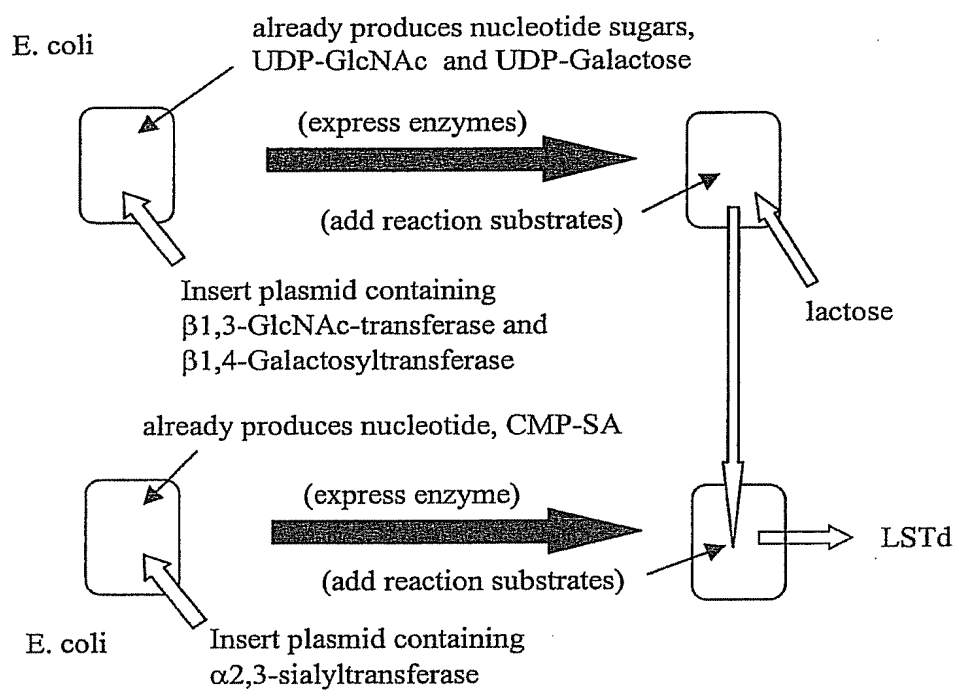 E. coli
already produces nucleotide sugars,
UDP-GlcNAc and UDP-Galactose
(express enzymes)
(add reaction substrates)
Insert plasmid containing
β1,3-GlcNAc-transferase and
β1,4-Galactosyltransferase
lactose
already produces nucleotide, CMP-SA
(express enzyme)
(add reaction substrates)
LSTd
E. coli
Insert plasmid containing
α2,3-sialyltransferase